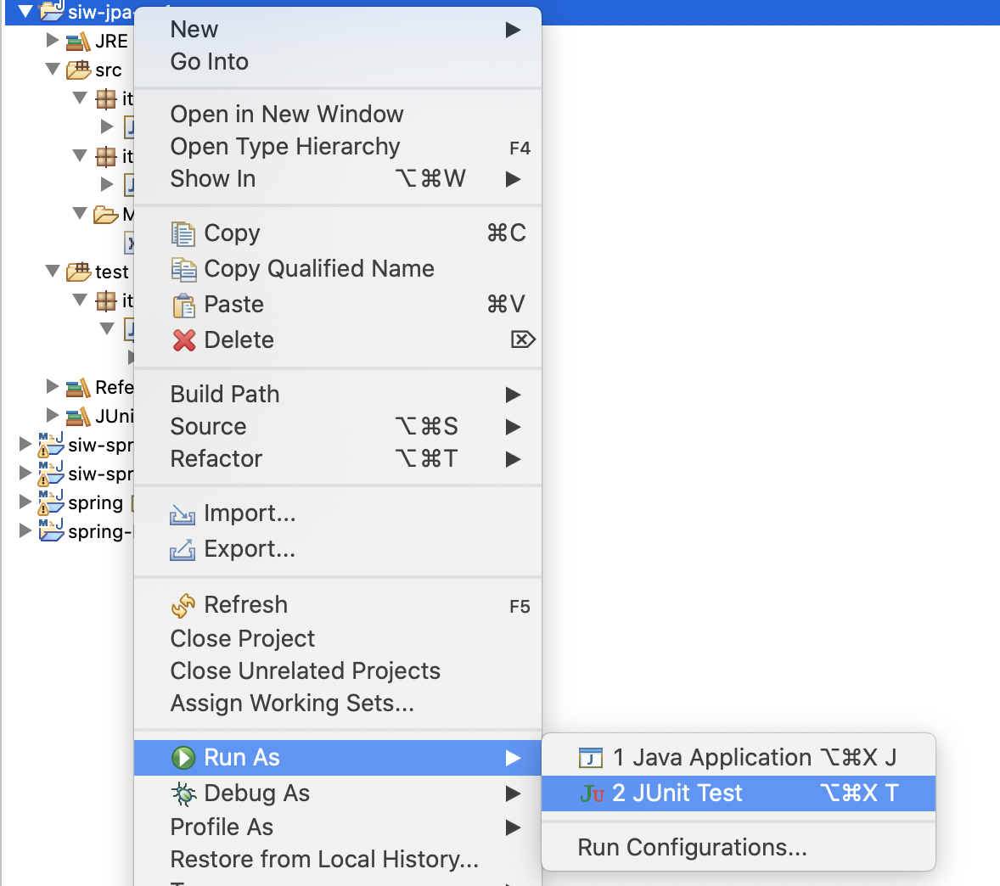 siw-jpa-
JRE
src
it
it
M
test
it
Refe
JUni
siw-spr
siw-spr
spring
spring-
New
Go Into
Open in New Window
Open Type Hierarchy F4
Show In ⌥⌘W
Copy ⌘C
Copy Qualified Name
Paste ⌘V
Delete ⌦
Build Path
Source ⌥⌘S
Refactor ⌥⌘T
Import...
Export...
Refresh F5
Close Project
Close Unrelated Projects
Assign Working Sets...
Run As
Debug As
Profile As
Restore from Local History...
1 Java Application ⌥⌘X J
2 JUnit Test ⌥⌘X T
Run Configurations...